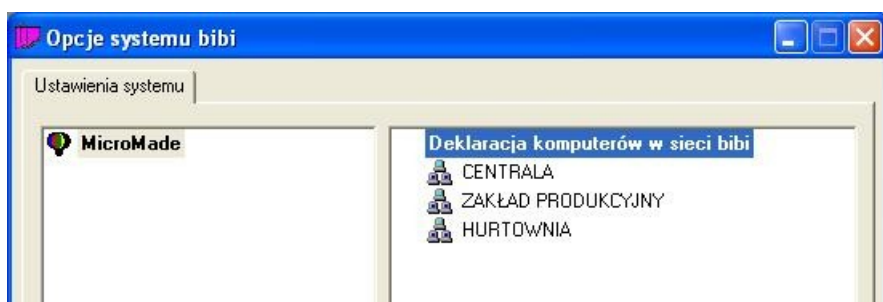 Opcje systemu bibi
Ustawienia systemu
MicroMade
Deklaracja komputerów w sieci bibi
CENTRALA
ZAKŁAD PRODUKCYJNY
HURTOWNIA